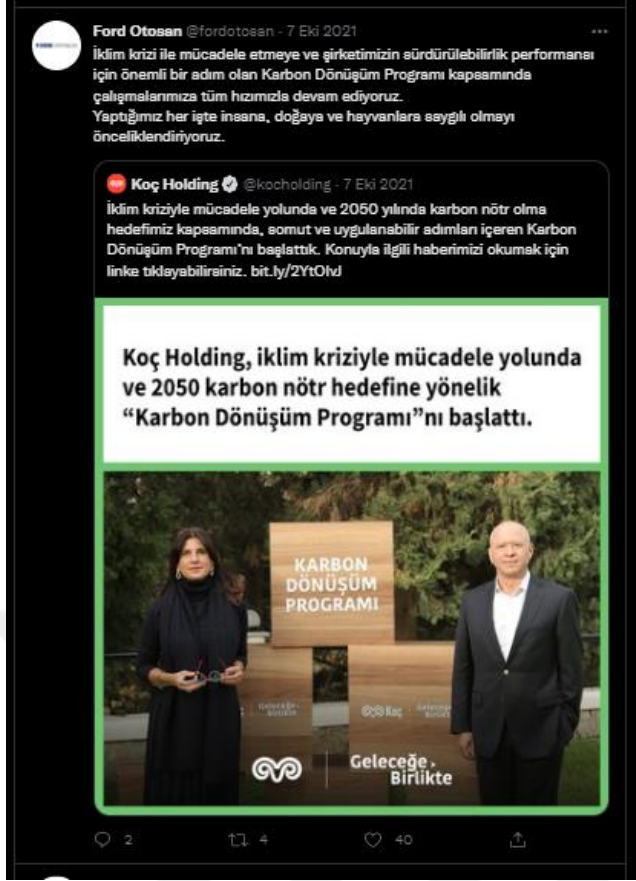 Ford Otosan @fordotosan · 7 Eki 2021
İklim krizi ile mücadele etmeye ve şirketimizin sürdürülebilirlik performansı
için önemli bir adım olan Karbon Dönüşüm Programı kapsamında
çalışmalarımıza tüm hızımızla devam ediyoruz.
Yaptığımız her işte insana, doğaya ve hayvanlara saygılı olmayı
önceliklendiriyoruz.
Koç Holding @kocholding · 7 Eki 2021
İklim kriziyle mücadele yolunda ve 2050 yılında karbon nötr olma
hedefimiz kapsamında, somut ve uygulanabilir adımları içeren Karbon
Dönüşüm Programı'nı başlattık. Konuyla ilgili haberimizi okumak için
linke tıklayabilirsiniz. bit.ly/2YtOlvJ
Koç Holding, iklim kriziyle mücadele yolunda
ve 2050 karbon nötr hedefine yönelik
“Karbon Dönüşüm Programı”nı başlattı.
KARBON
DÖNÜŞÜM
PROGRAMI
Geleceğe
Birlikte
Koç
Geleceğe
Birlikte
2 4 40